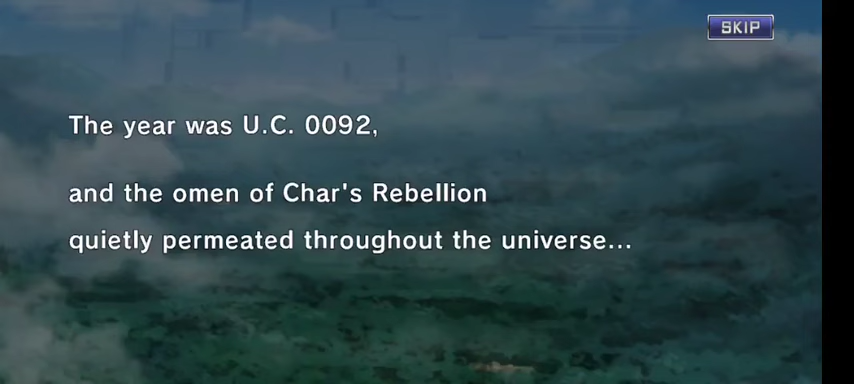 SKIP
The year was U.C. 0092,
and the omen of Char's Rebellion
quietly permeated throughout the universe...